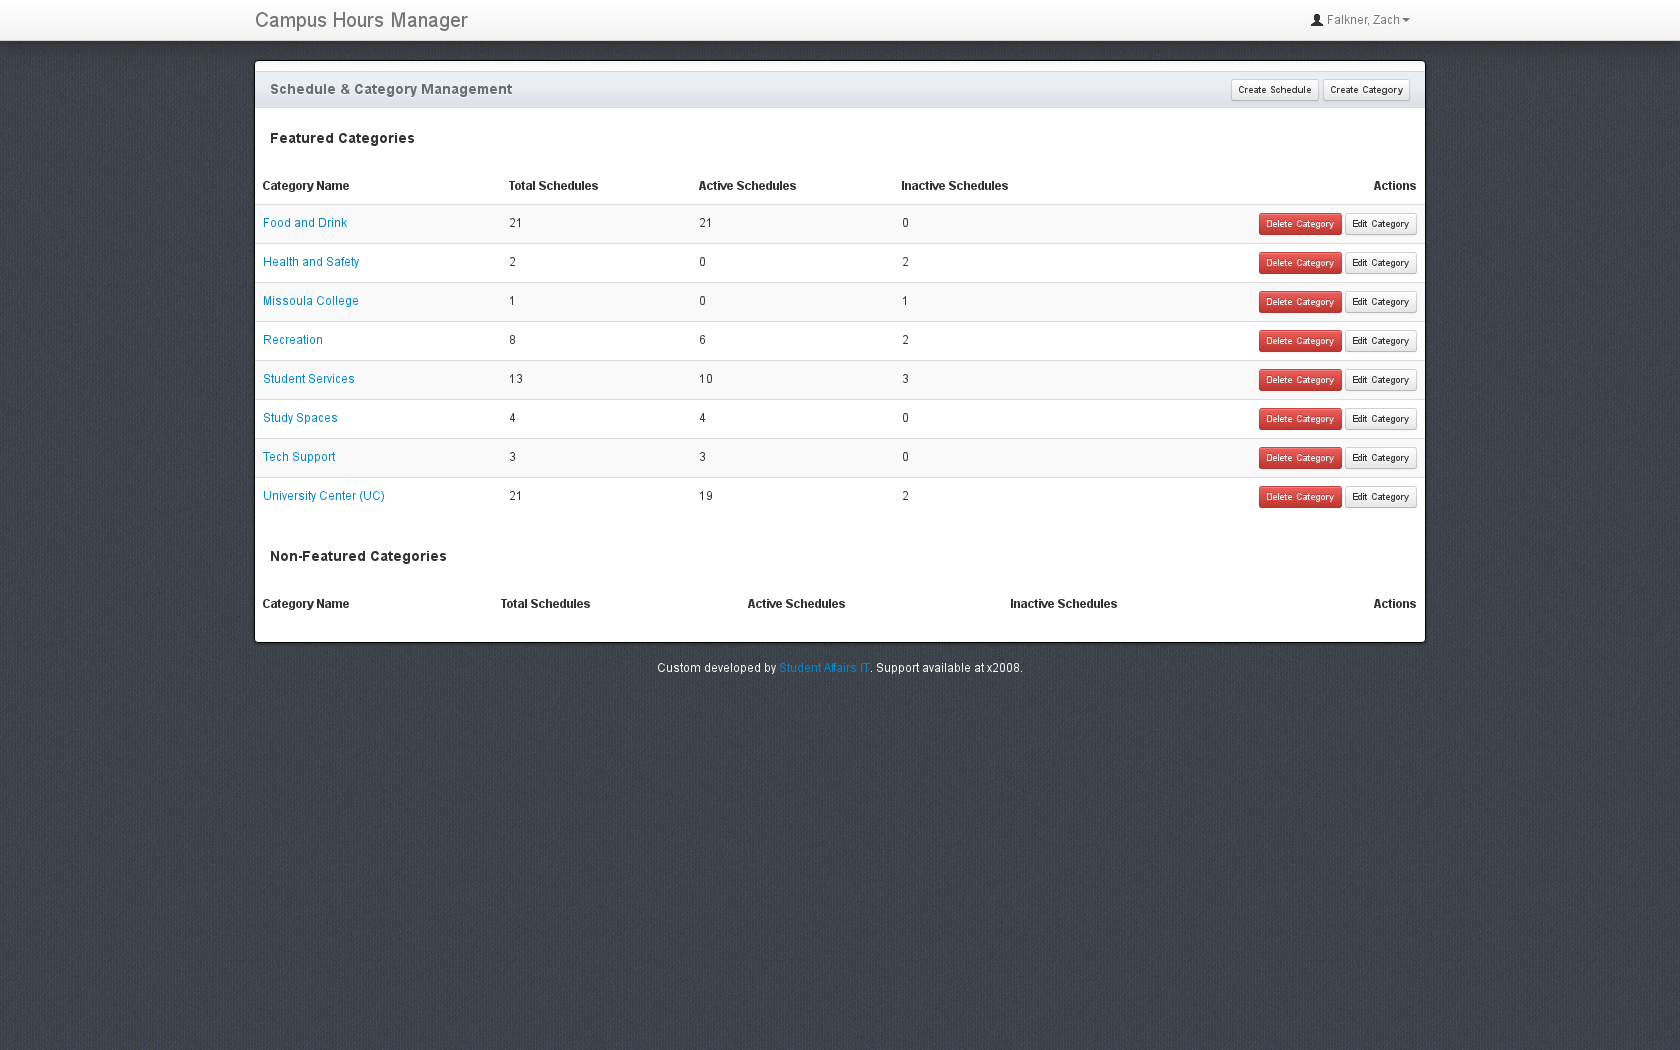 Campus Hours Manager
Falkner, Zach
Schedule & Category Management
Create Schedule Create Category
Featured Categories
Category Name Total Schedules Active Schedules Inactive Schedules Actions
Food and Drink 21 21 0 Delete Category Edit Category
Health and Safety 2 0 2 Delete Category Edit Category
Missoula College 1 0 1 Delete Category Edit Category
Recreation 8 6 2 Delete Category Edit Category
Student Services 13 10 3 Delete Category Edit Category
Study Spaces 4 4 0 Delete Category Edit Category
Tech Support 3 3 0 Delete Category Edit Category
University Center (UC) 21 19 2 Delete Category Edit Category
Non-Featured Categories
Category Name Total Schedules Active Schedules Inactive Schedules Actions
Custom developed by Student Affairs IT. Support available at x2008.